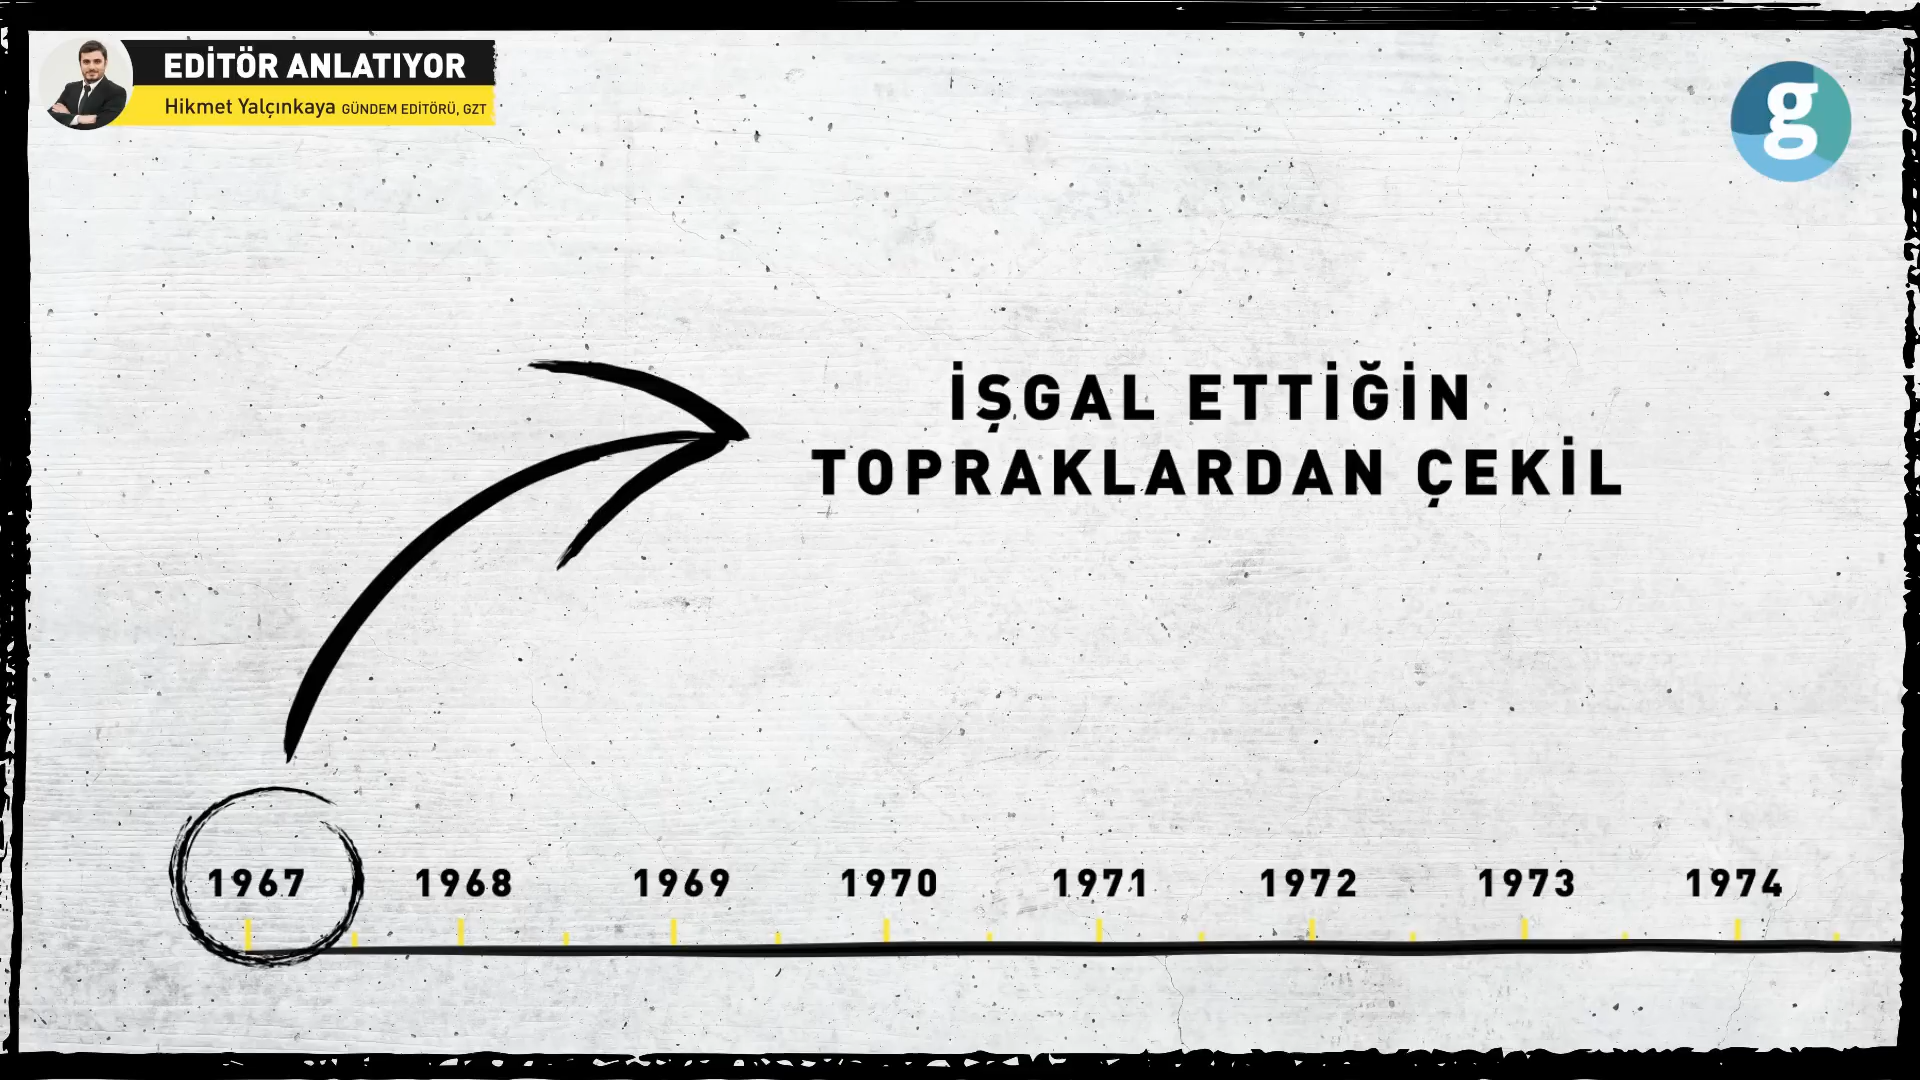 EDİTÖR ANLATIYOR
Hikmet Yalçınkaya GÜNDEM EDİTÖRÜ, GZT
g
İŞGAL ETTİĞİN
TOPRAKLARDAN ÇEKİL
1967 1968 1969 1970 1971 1972 1973 1974